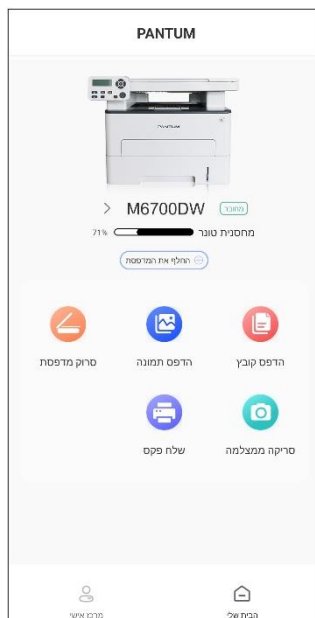 PANTUM
PANTUM
M6700DW מחובר
מחסנית טונר 71%
החלף את המדפסת
הדפס קובץ
הדפס תמונה
סרוק מדפסת
סריקה ממצלמה
שלח פקס
הבית שלי
מרכז אישי